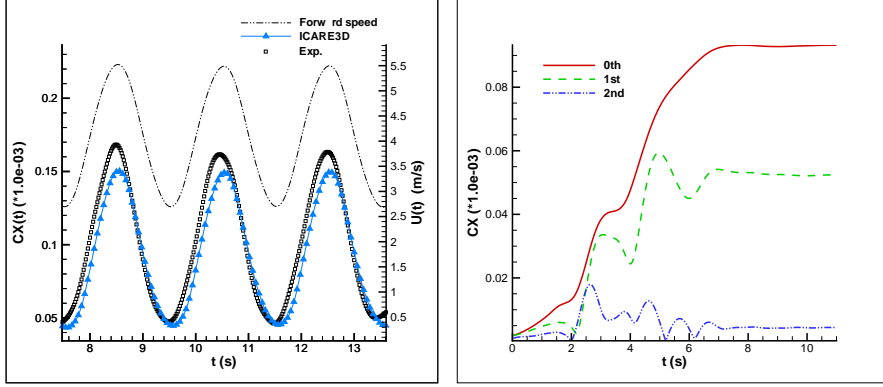 Forw rd speed
ICARE3D
Exp.
CX(t) (*1.0e-03)
0.2
0.15
0.1
0.05
8
9
10
11
12
13
t (s)
5.5
5
4.5
4
3.5
3
2.5
2
1.5
1
0.5
U(t) (m/s)
0th
1st
2nd
CX (*1.0e-03)
0.08
0.06
0.04
0.02
0
2
4
6
8
10
t (s)